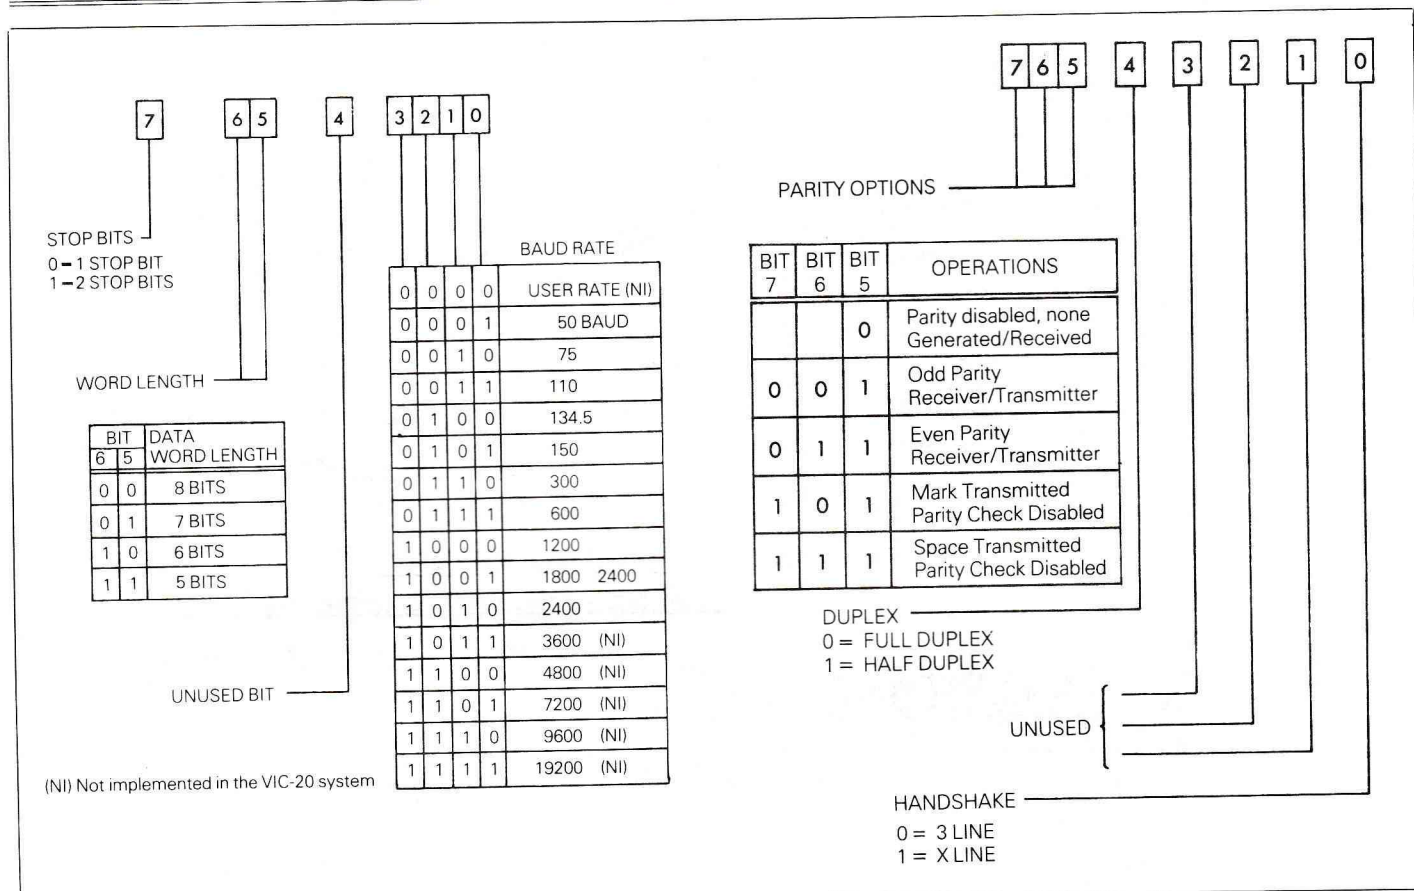 7 6 5 4 3 2 1 0
STOP BITS
0–1 STOP BIT
1–2 STOP BITS
WORD LENGTH
BIT DATA
6 5 WORD LENGTH
0 0 8 BITS
0 1 7 BITS
1 0 6 BITS
1 1 5 BITS
UNUSED BIT
(NI) Not implemented in the VIC-20 system
BAUD RATE
0 0 0 0 USER RATE (NI)
0 0 0 1 50 BAUD
0 0 1 0 75
0 0 1 1 110
0 1 0 0 134.5
0 1 0 1 150
0 1 1 0 300
0 1 1 1 600
1 0 0 0 1200
1 0 0 1 1800 2400
1 0 1 0 2400
1 0 1 1 3600 (NI)
1 1 0 0 4800 (NI)
1 1 0 1 7200 (NI)
1 1 1 0 9600 (NI)
1 1 1 1 19200 (NI)
7 6 5 4 3 2 1 0
PARITY OPTIONS
BIT BIT BIT OPERATIONS
7 6 5
0 Parity disabled, none
Generated/Received
0 0 1 Odd Parity
Receiver/Transmitter
0 1 1 Even Parity
Receiver/Transmitter
1 0 1 Mark Transmitted
Parity Check Disabled
1 1 1 Space Transmitted
Parity Check Disabled
DUPLEX
0 = FULL DUPLEX
1 = HALF DUPLEX
UNUSED
HANDSHAKE
0 = 3 LINE
1 = X LINE